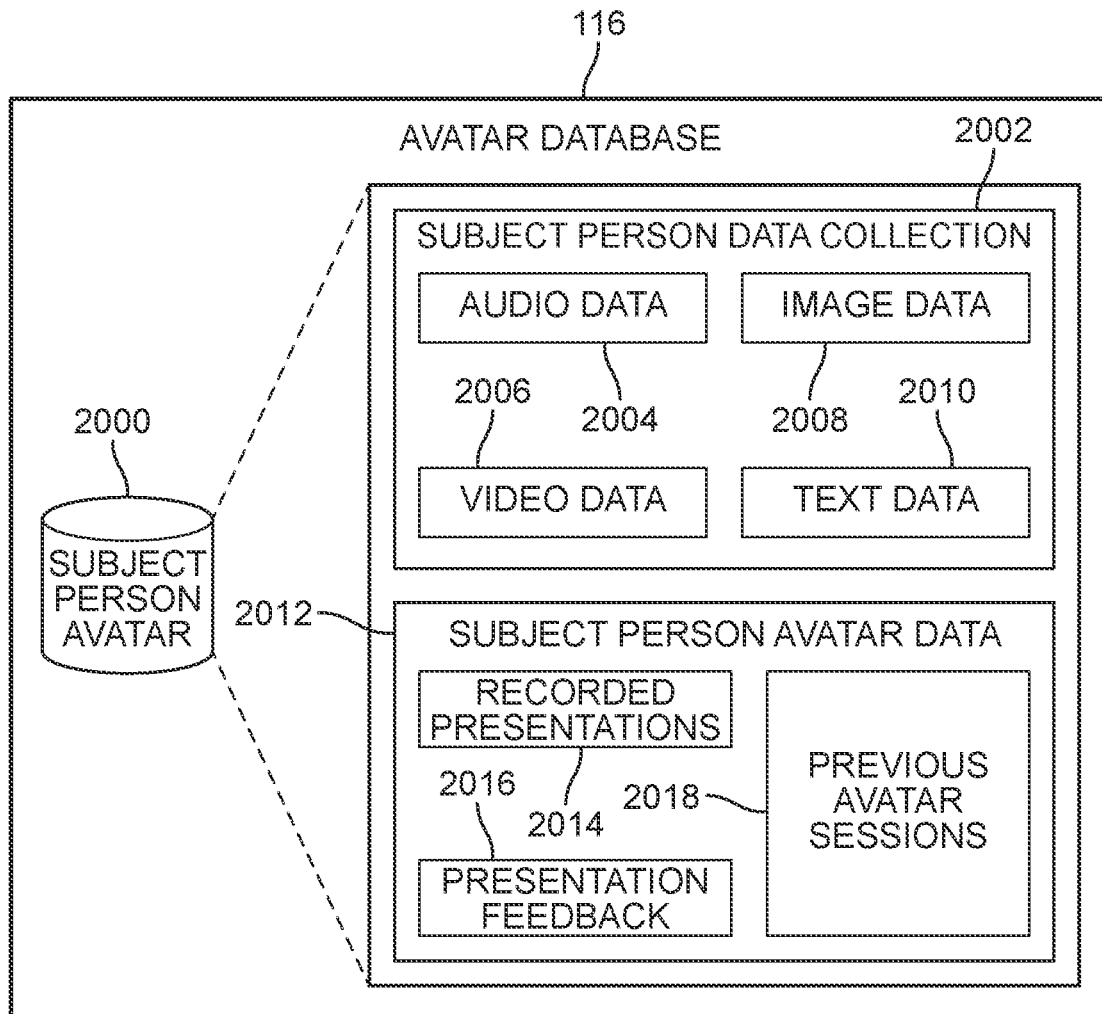 116
AVATAR DATABASE
2002
SUBJECT PERSON DATA COLLECTION
AUDIO DATA
IMAGE DATA
2006
2004
2008
2010
VIDEO DATA
TEXT DATA
2000
SUBJECT
PERSON
AVATAR
2012
SUBJECT PERSON AVATAR DATA
RECORDED
PRESENTATIONS
2016
2014
2018
PREVIOUS
AVATAR
SESSIONS
PRESENTATION
FEEDBACK